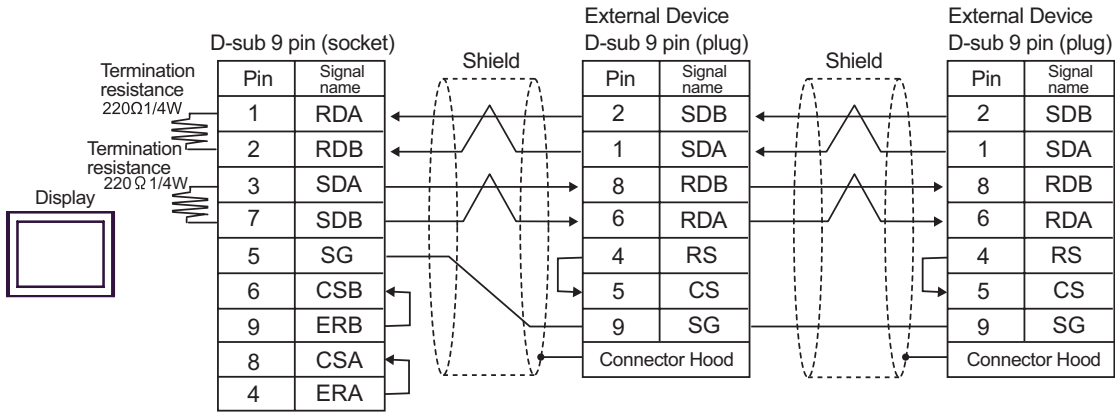 External Device
D-sub 9 pin (plug)
External Device
D-sub 9 pin (plug)
D-sub 9 pin (socket)
Shield
Shield
Termination
resistance
220Ω1/4W
Termination
resistance
220Ω1/4W
Display
Pin Signal name
1 RDA
2 RDB
3 SDA
7 SDB
5 SG
6 CSB
9 ERB
8 CSA
4 ERA
Pin Signal name
2 SDB
1 SDA
8 RDB
6 RDA
4 RS
5 CS
9 SG
Connector Hood
Pin Signal name
2 SDB
1 SDA
8 RDB
6 RDA
4 RS
5 CS
9 SG
Connector Hood